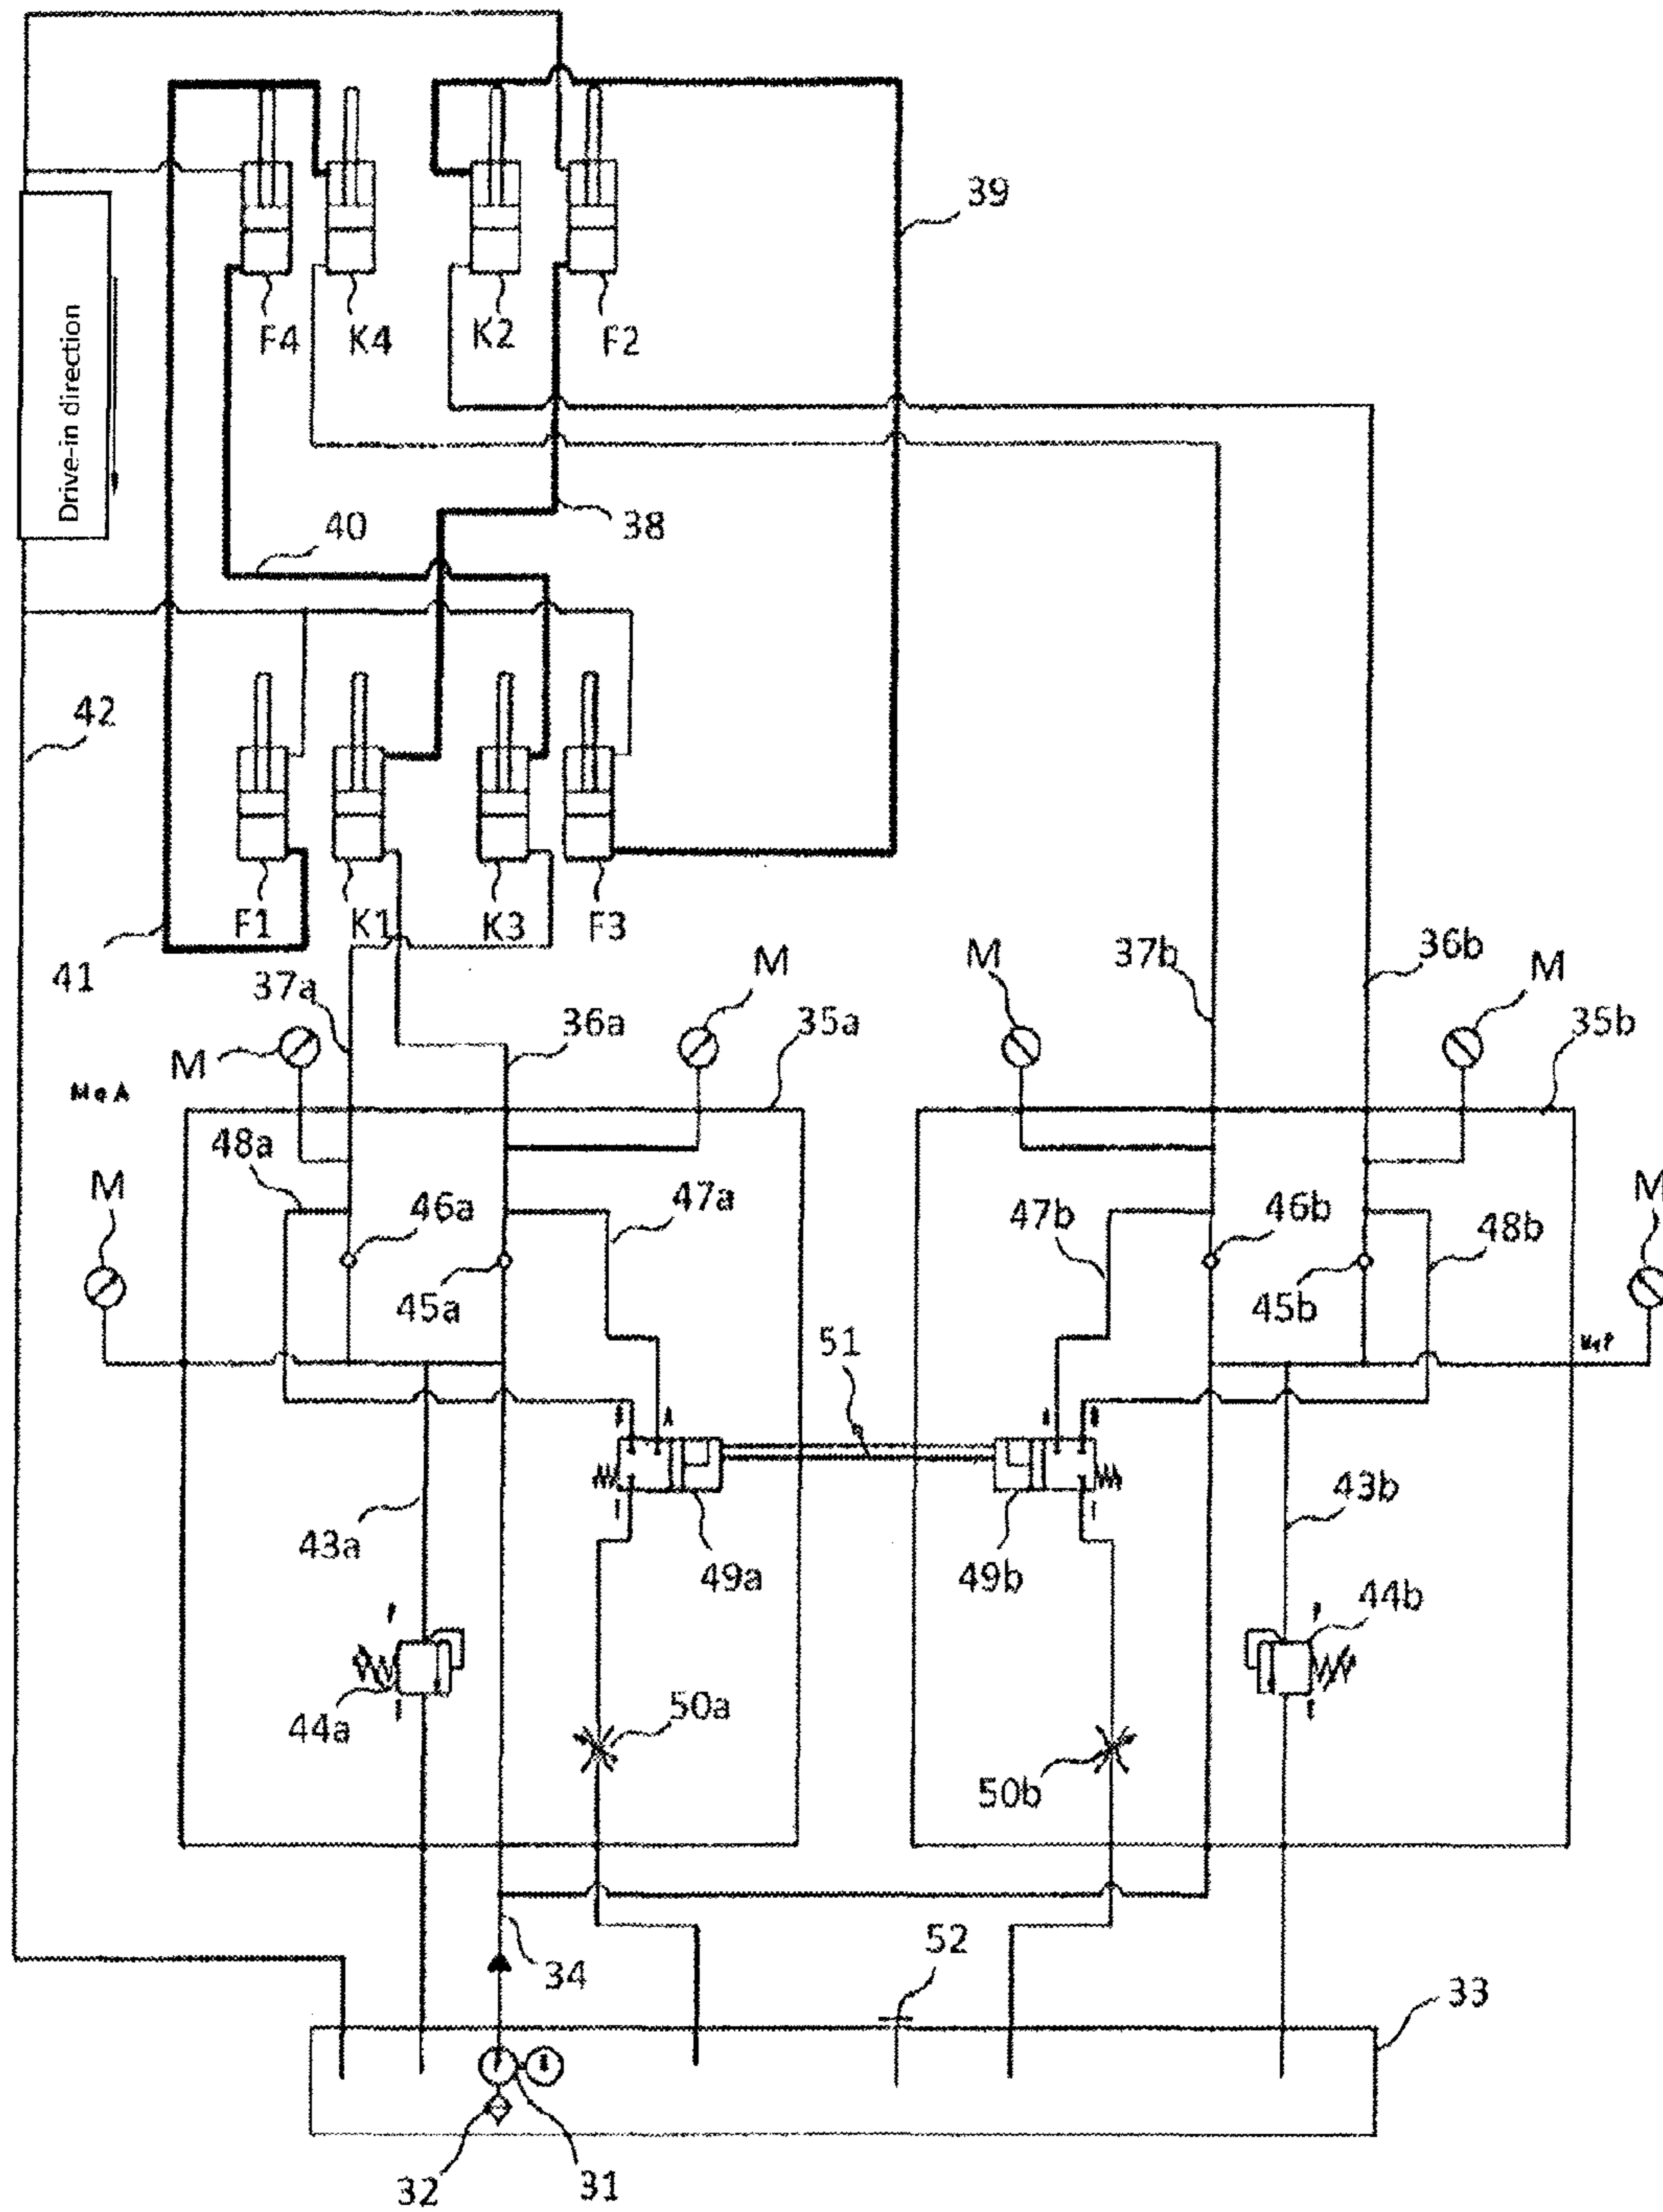 39
F4 K4 K2 F2
Drive-in direction
40 38
42
F1 K1 K3 F3
41
37a M M 37b 36b M
M 36a 35a 35b
M q A
48a
M 46a 47a 47b 46b 48b M
45a 45b
51
A
43a 49a 49b 43b
44b
P P
44a 50a
50b
52
34 33
32 31